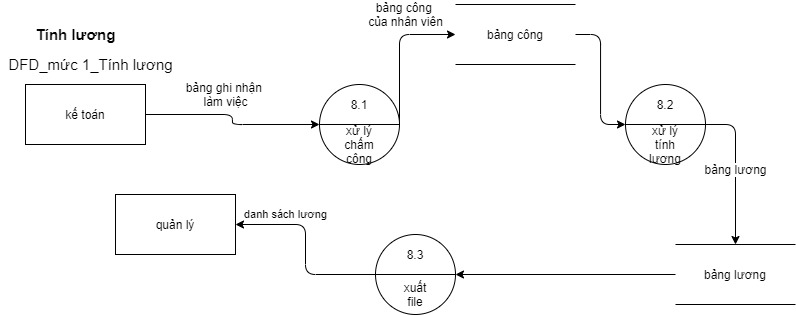 Tính lương
DFD_mức 1_Tính lương
kế toán
bảng ghi nhận
làm việc
8.1
xử lý
chấm
công
bảng công
của nhân viên
bảng công
8.2
xử lý
tính
lương
bảng lương
bảng lương
8.3
xuất
file
danh sách lương
quản lý